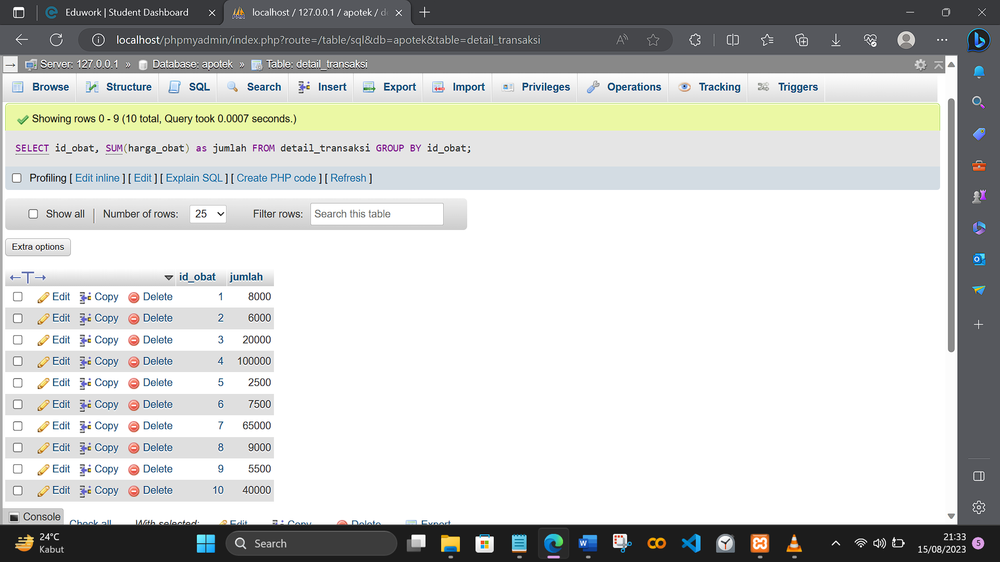 Eduwork | Student Dashboard
localhost / 127.0.0.1 / apotek / de
localhost/phpmyadmin/index.php?route=/table/sql&db=apotek&table=detail_transaksi
Server: 127.0.0.1 » Database: apotek » Table: detail_transaksi
Browse Structure SQL Search Insert Export Import Privileges Operations Tracking Triggers
Showing rows 0 - 9 (10 total, Query took 0.0007 seconds.)
SELECT id_obat, SUM(harga_obat) as jumlah FROM detail_transaksi GROUP BY id_obat;
Profiling [ Edit inline ] [ Edit ] [ Explain SQL ] [ Create PHP code ] [ Refresh ]
Show all | Number of rows: 25 Filter rows: Search this table
Extra options
←T→ id_obat jumlah
Edit Copy Delete 1 8000
Edit Copy Delete 2 6000
Edit Copy Delete 3 20000
Edit Copy Delete 4 100000
Edit Copy Delete 5 2500
Edit Copy Delete 6 7500
Edit Copy Delete 7 65000
Edit Copy Delete 8 9000
Edit Copy Delete 9 5500
Edit Copy Delete 10 40000
Console Check all With selected: Edit Copy Delete Export
24°C
Kabut
Search
21:33
15/08/2023
5